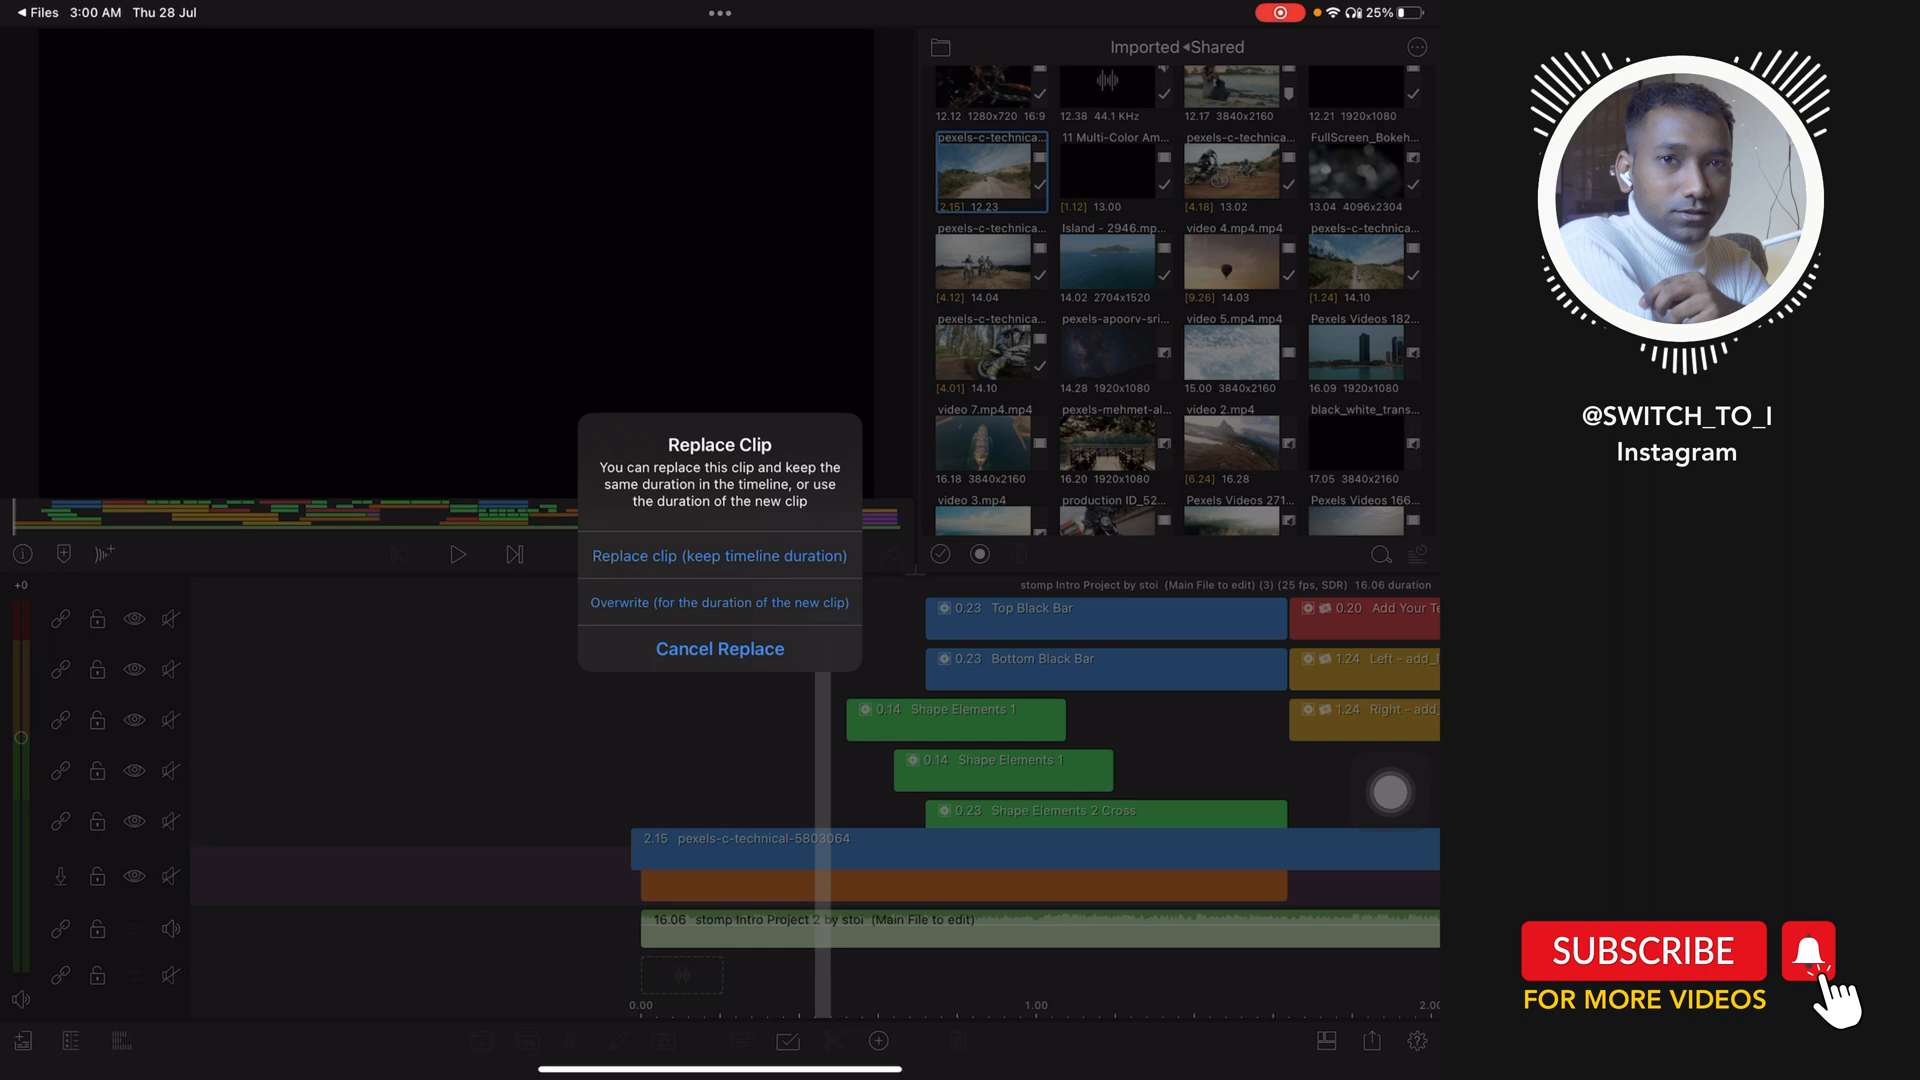 Files 3:00 AM Thu 28 Jul
25%
Imported Shared
12.12 1280x720 16:9
12.38 44.1 KHz
12.17 3840x2160
12.21 1920x1080
pexels-c-technica...
11 Multi-Color Am...
pexels-c-technica...
FullScreen_Bokeh...
[2.15] 12.23
[1.12] 13.00
[4.18] 13.02
13.04 4096x2304
pexels-c-technica...
Island - 2946.mp...
video 4.mp4.mp4
pexels-c-technica...
[4.12] 14.04
14.02 2704x1520
[9.26] 14.03
[1.24] 14.10
pexels-c-technica...
pexels-apoorv-sri...
video 5.mp4.mp4
Pexels Videos 182...
[4.01] 14.10
14.28 1920x1080
15.00 3840x2160
16.09 1920x1080
video 7.mp4.mp4
pexels-mehmet-al...
video 2.mp4
black_white_trans...
16.18 3840x2160
16.20 1920x1080
[6.24] 16.28
17.05 3840x2160
video 3.mp4
production ID_52...
Pexels Videos 271...
Pexels Videos 166...
Replace Clip
You can replace this clip and keep the
same duration in the timeline, or use
the duration of the new clip
Replace clip (keep timeline duration)
Overwrite (for the duration of the new clip)
Cancel Replace
+0
stomp Intro Project by stoi (Main File to edit) (3) (25 fps, SDR) 16.06 duration
0.23 Top Black Bar
0.20 Add Your Te
0.23 Bottom Black Bar
1.24 Left - add_l
0.14 Shape Elements 1
1.24 Right - add_
0.14 Shape Elements 1
0.23 Shape Elements 2 Cross
2.15 pexels-c-technical-5803064
16.06 stomp Intro Project 2 by stoi (Main File to edit)
0.00
1.00
2.00
@SWITCH_TO_I
Instagram
SUBSCRIBE
FOR MORE VIDEOS